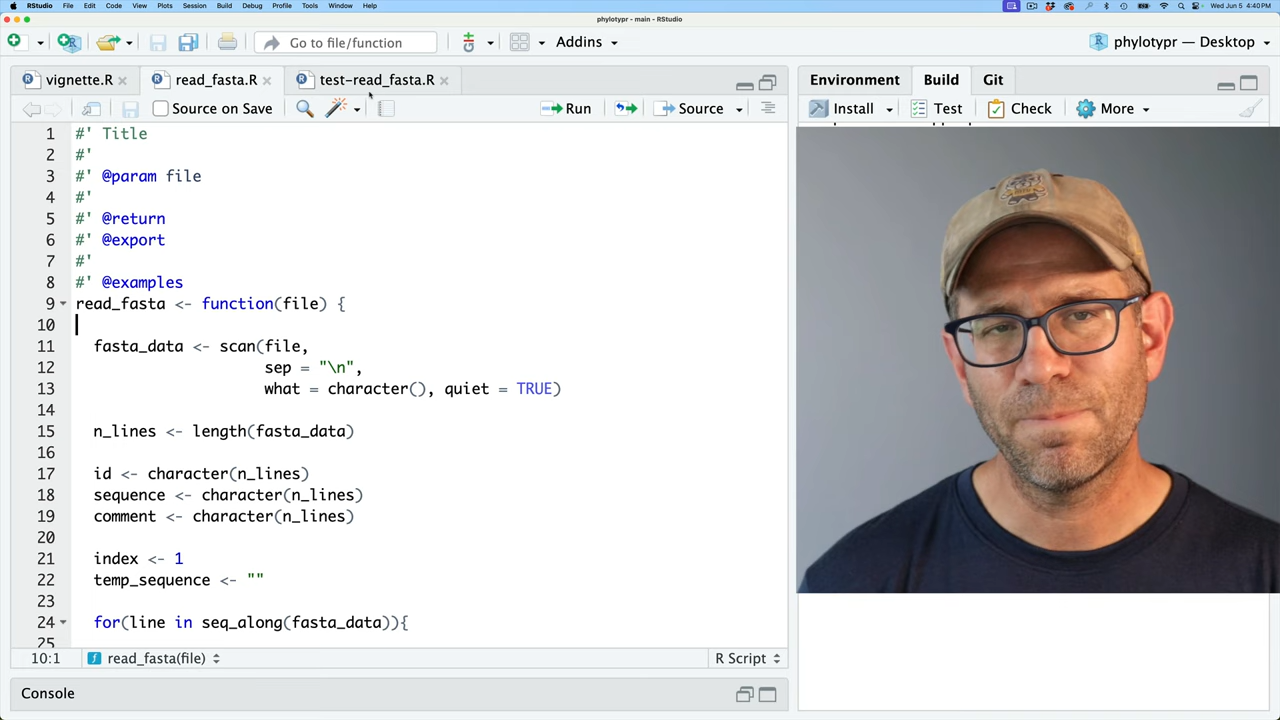 RStudio File Edit Code View Plots Session Build Debug Profile Tools Window Help Wed Jun 5 4:40 PM
phylotypr - main - RStudio
Go to file/function Addins phylotypr — Desktop
vignette.R read_fasta.R test-read_fasta.R Environment Build Git
Source on Save Run Source Install Test Check More
1 #' Title
2 #'
3 #' @param file
4 #'
5 #' @return
6 #' @export
7 #'
8 #' @examples
9 read_fasta <- function(file) {
10
11 fasta_data <- scan(file,
12 sep = "\n",
13 what = character(), quiet = TRUE)
14
15 n_lines <- length(fasta_data)
16
17 id <- character(n_lines)
18 sequence <- character(n_lines)
19 comment <- character(n_lines)
20
21 index <- 1
22 temp_sequence <- ""
23
24 for(line in seq_along(fasta_data)){
25
10:1 read_fasta(file) R Script
Console